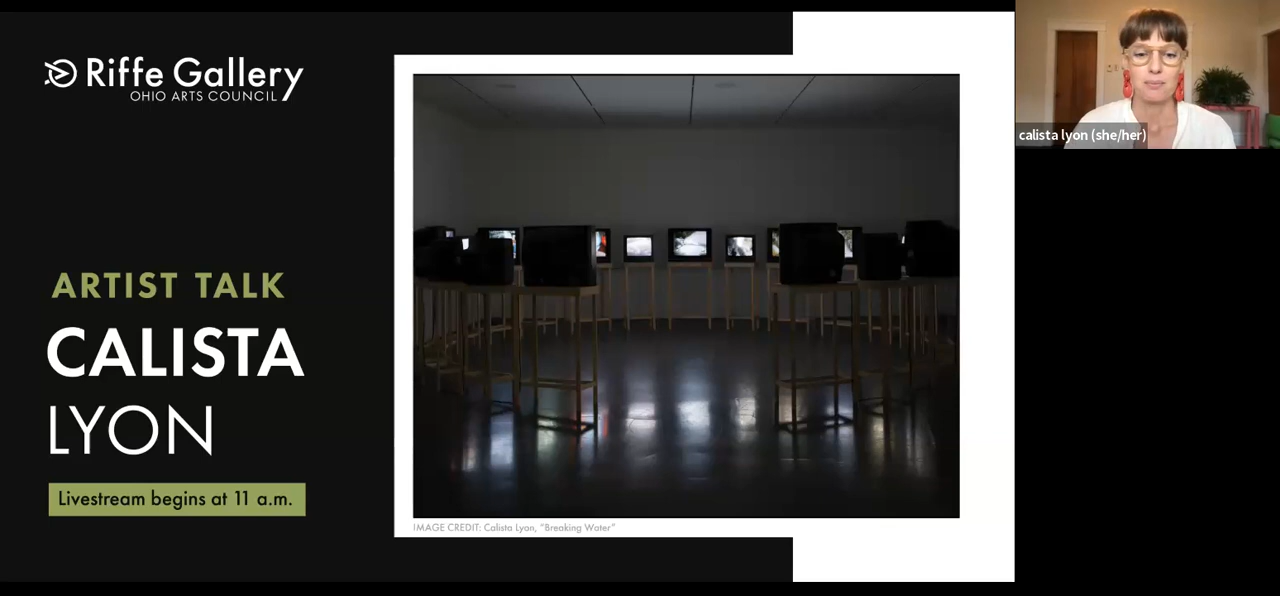 Riffe Gallery
OHIO ARTS COUNCIL
ARTIST TALK
CALISTA
LYON
Livestream begins at 11 a.m.
IMAGE CREDIT: Calista Lyon, “Breaking Water”
calista lyon (she/her)